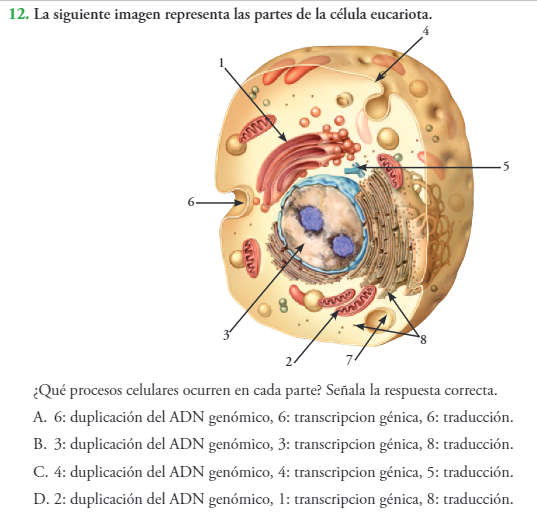 12. La siguiente imagen representa las partes de la célula eucariota.
4
1
5
6
3
8
2
7
¿Qué procesos celulares ocurren en cada parte? Señala la respuesta correcta.
A. 6: duplicación del ADN genómico, 6: transcripcion génica, 6: traducción.
B. 3: duplicación del ADN genómico, 3: transcripcion génica, 8: traducción.
C. 4: duplicación del ADN genómico, 4: transcripcion génica, 5: traducción.
D. 2: duplicación del ADN genómico, 1: transcripcion génica, 8: traducción.